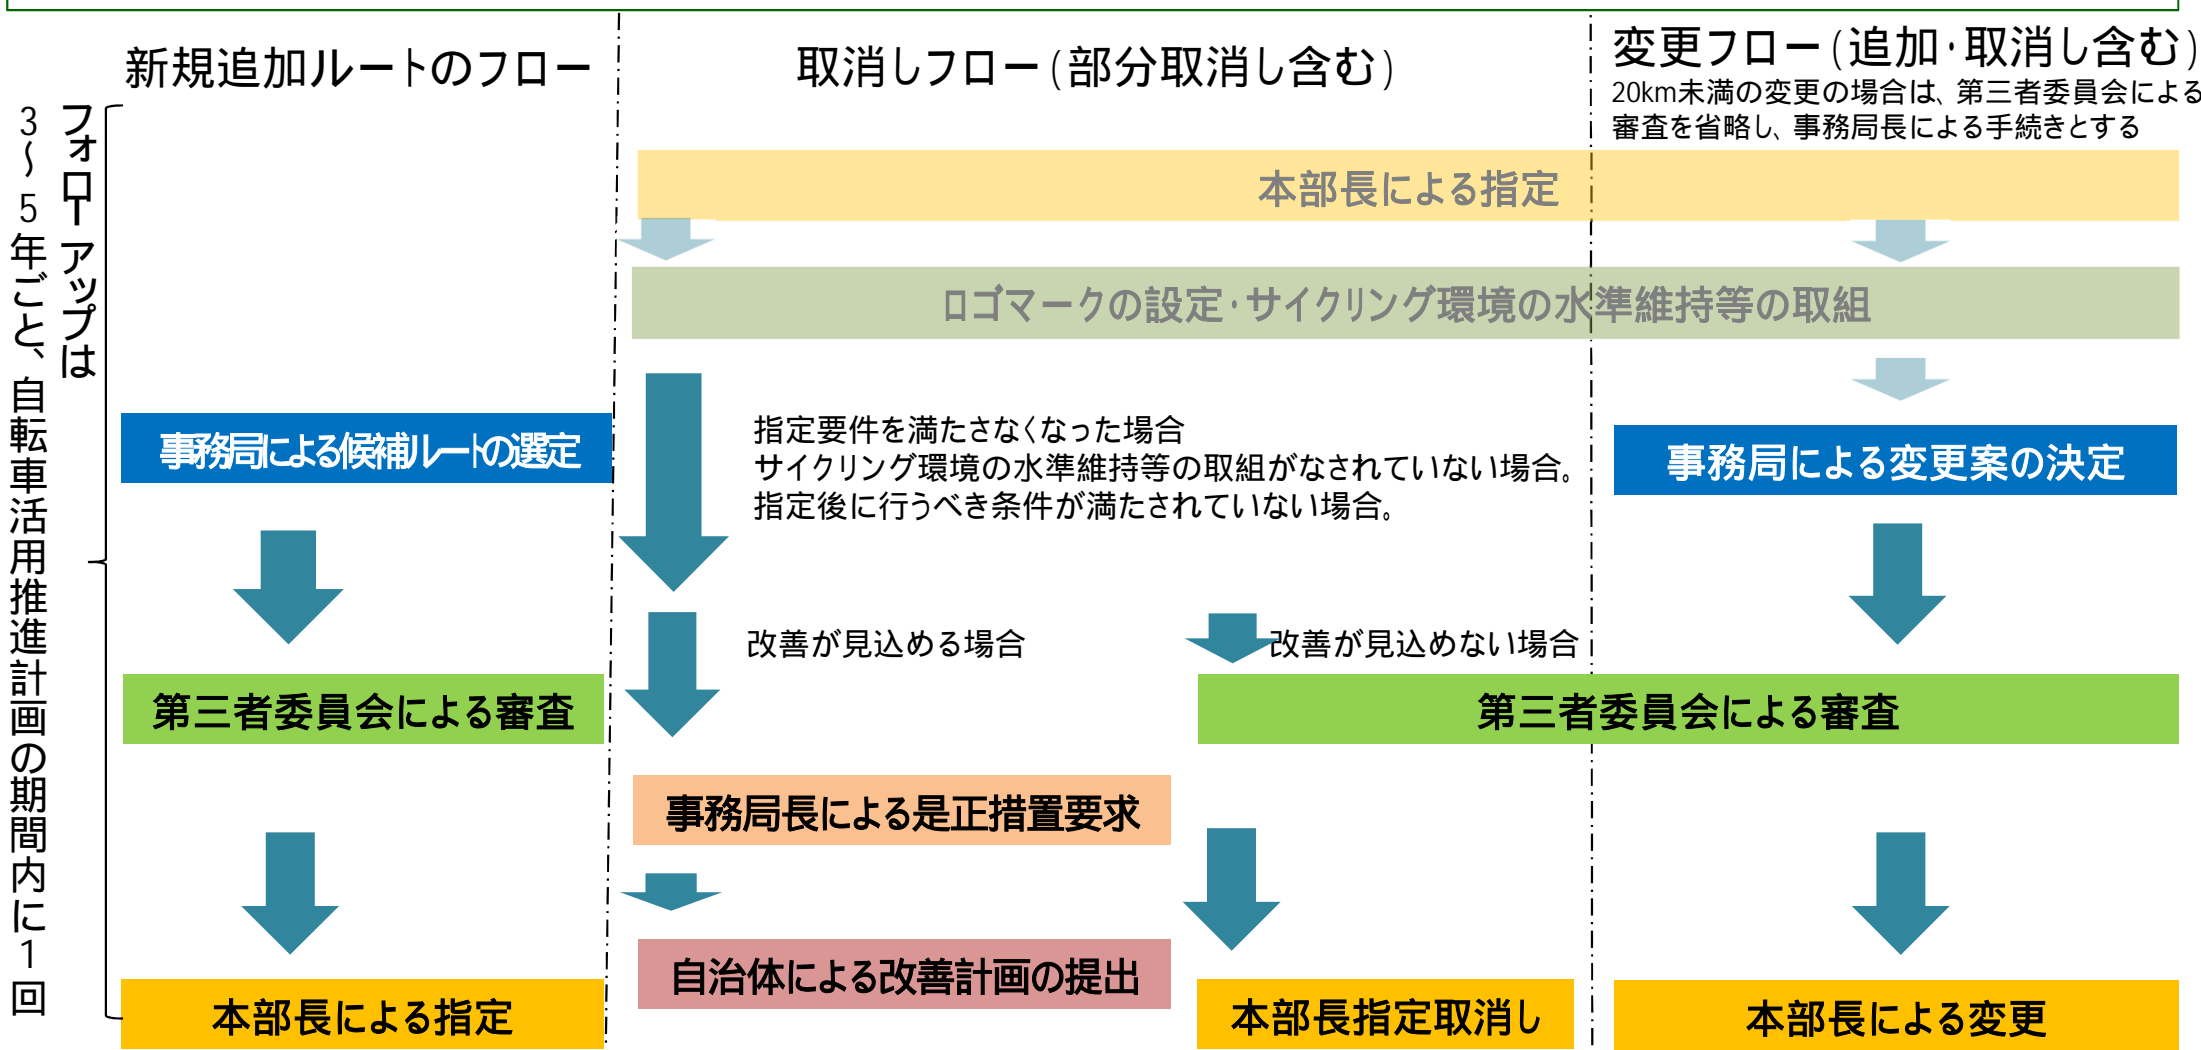 新規追加ルートのフロー
取消しフロー(部分取消し含む)
変更フロー(追加・取消し含む)
20km未満の変更の場合は、第三者委員会による
審査を省略し、事務局長による手続きとする
フォローアップは
3~5年ごと、自転車活用推進計画の期間内に1回
本部長による指定
ロゴマークの設定・サイクリング環境の水準維持等の取組
事務局による候補ルートの選定
指定要件を満たさなくなった場合
サイクリング環境の水準維持等の取組がなされていない場合。
指定後に行うべき条件が満たされていない場合。
事務局による変更案の決定
改善が見込める場合
改善が見込めない場合
第三者委員会による審査
第三者委員会による審査
事務局長による是正措置要求
自治体による改善計画の提出
本部長による指定
本部長指定取消し
本部長による変更